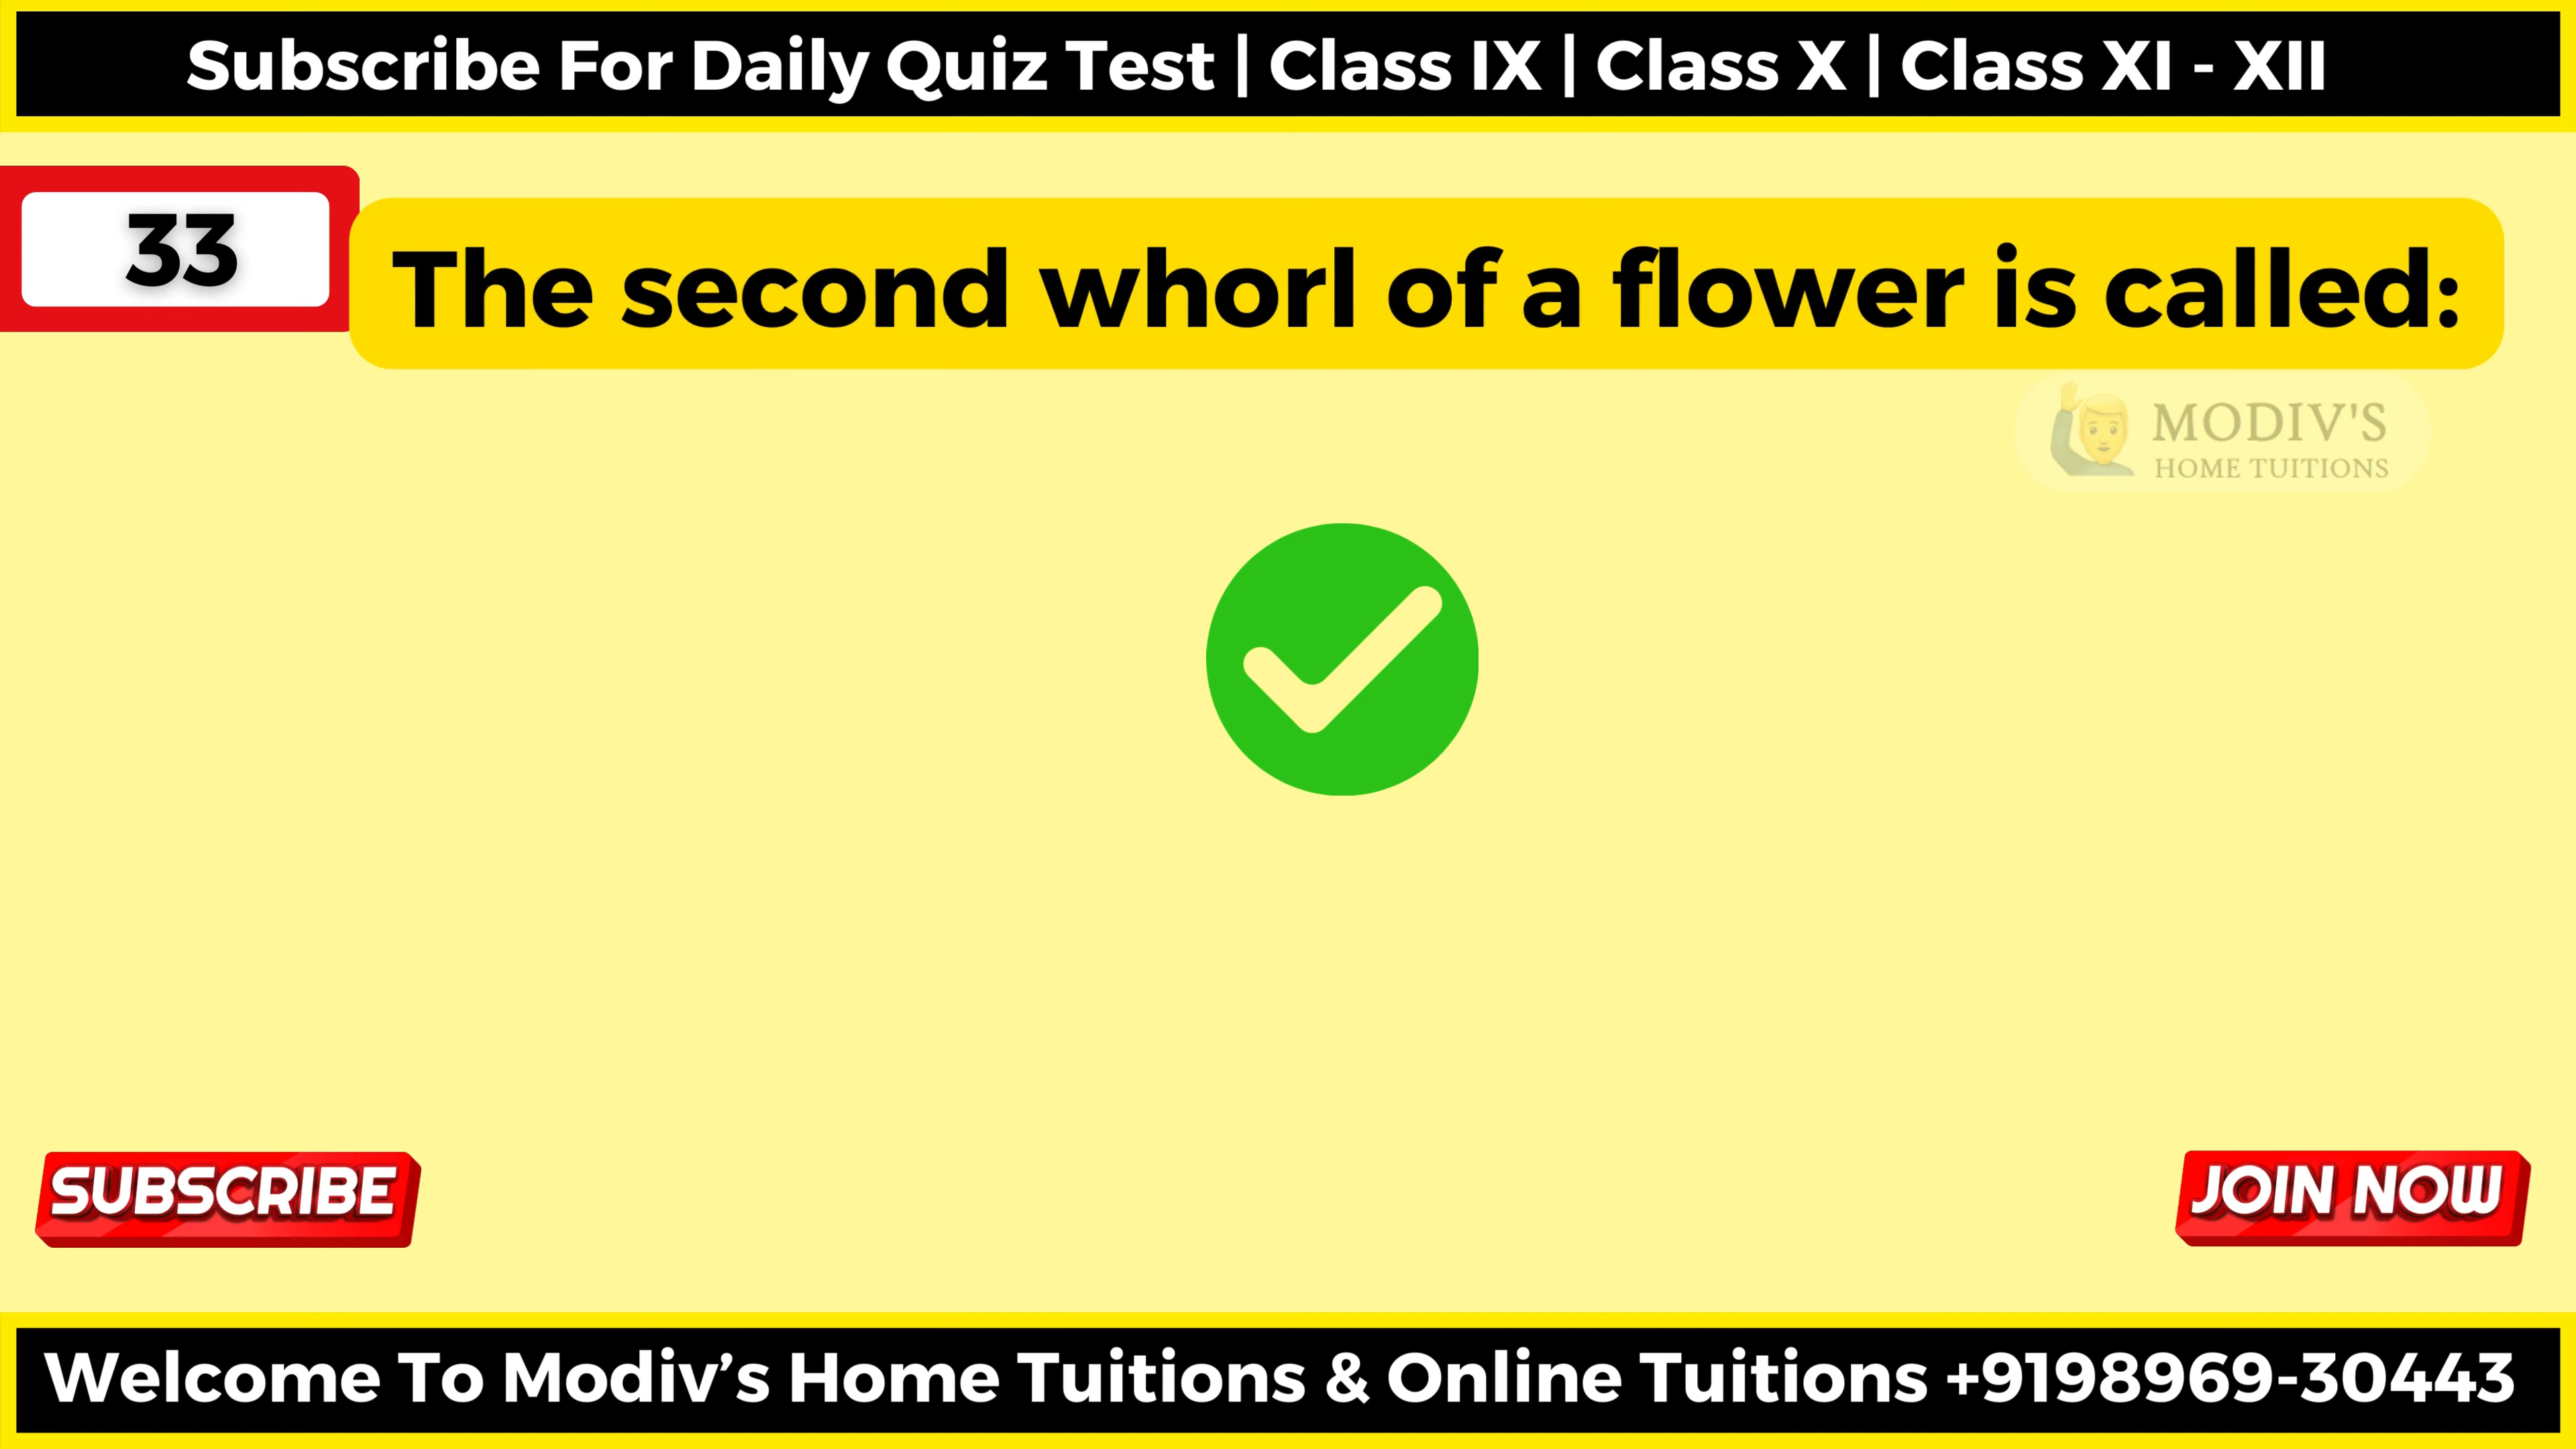 Subscribe For Daily Quiz Test | Class IX | Class X | Class XI - XII
33
The second whorl of a flower is called:
MODIV'S
HOME TUITIONS
SUBSCRIBE
JOIN NOW
Welcome To Modiv’s Home Tuitions & Online Tuitions +9198969-30443